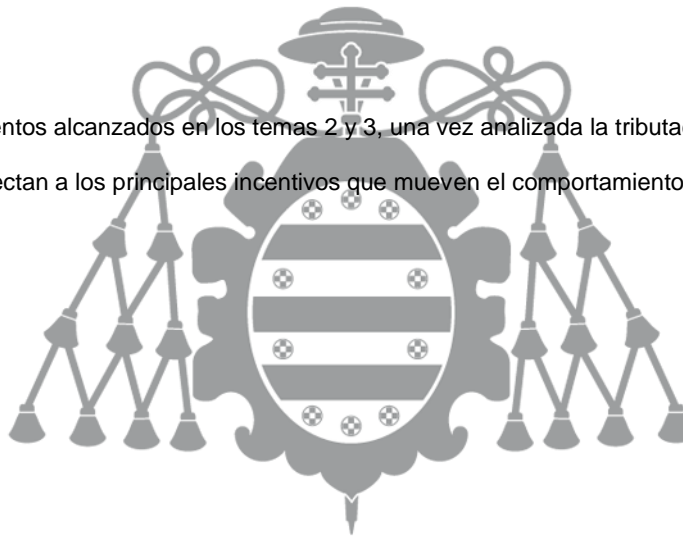 entos alcanzados en los temas 2 y 3, una vez analizada la tributa
ectan a los principales incentivos que mueven el comportamiento